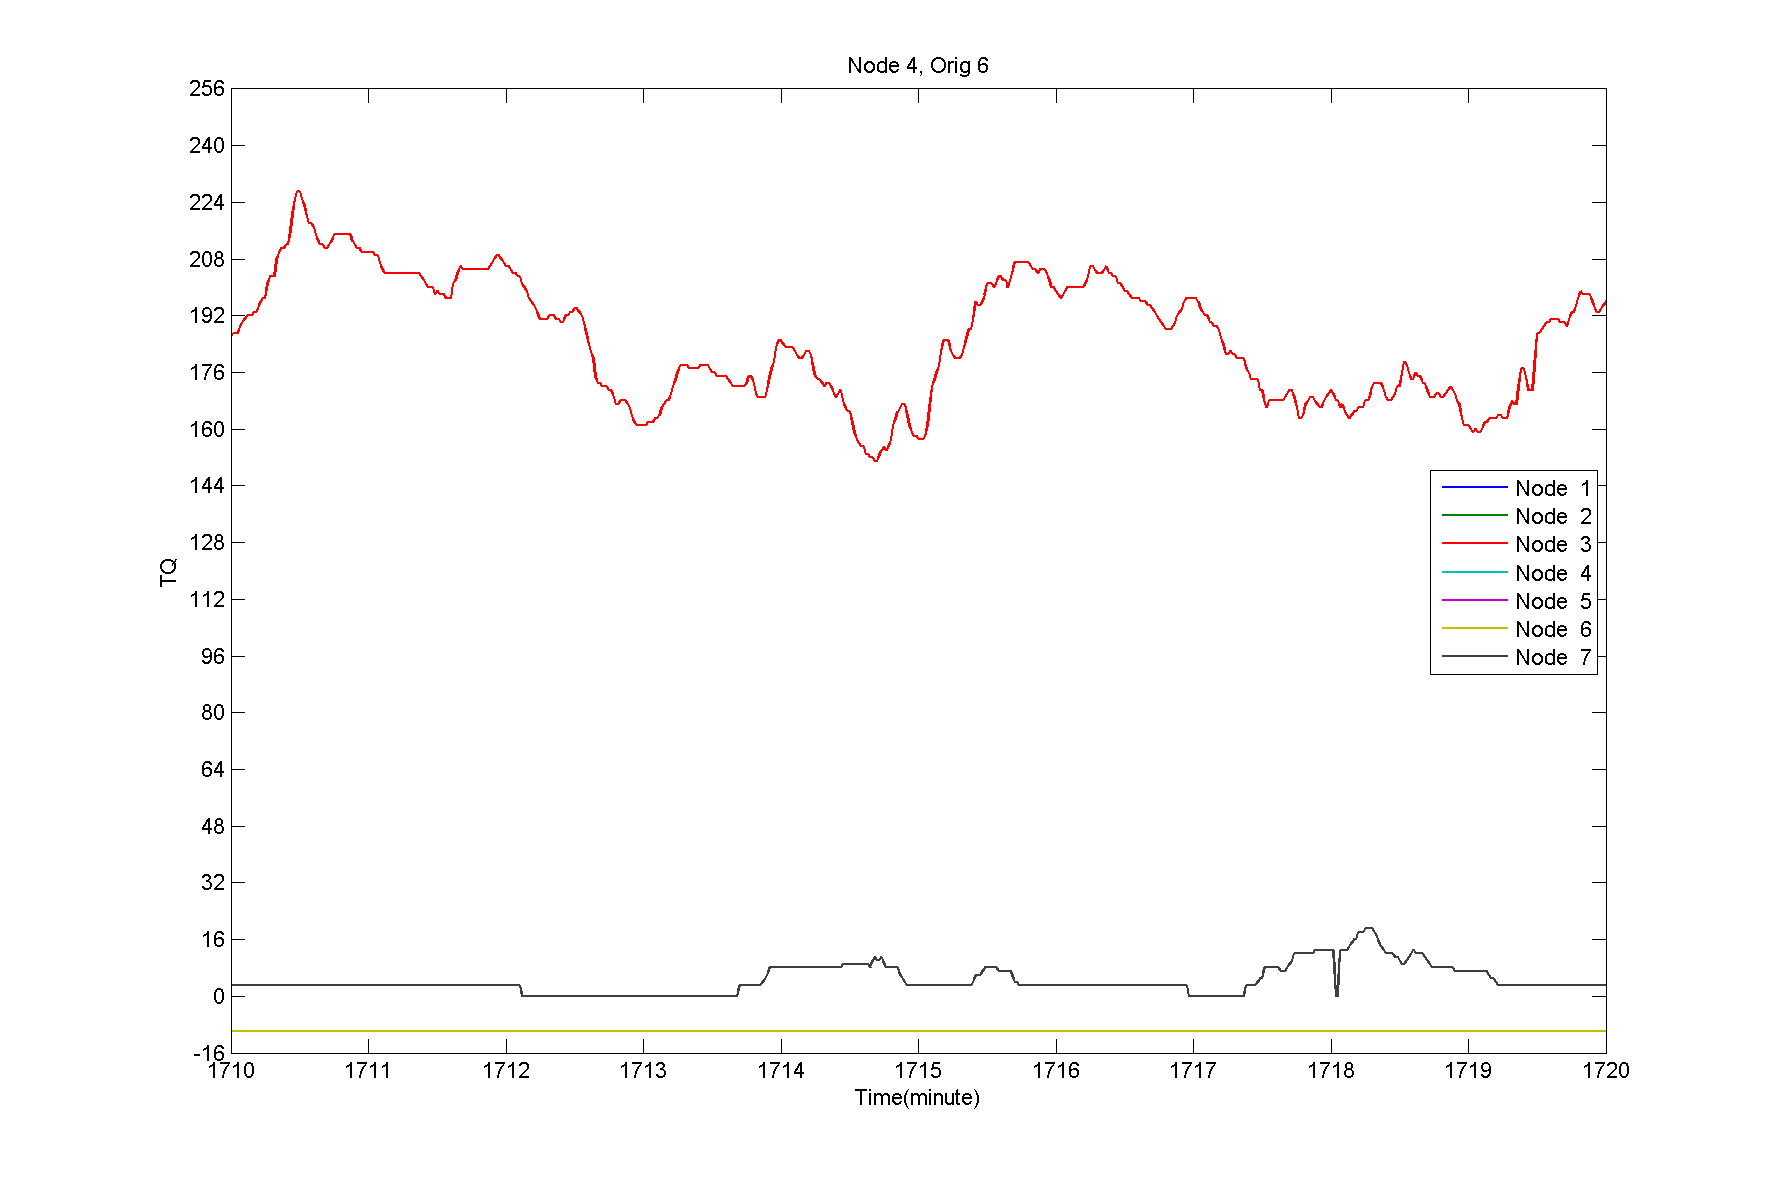 Node 4, Orig 6
256
240
224
208
192
176
160
144
128
112
96
80
64
48
32
16
0
-16
TQ
Node 1
Node 2
Node 3
Node 4
Node 5
Node 6
Node 7
1710 1711 1712 1713 1714 1715 1716 1717 1718 1719 1720
Time(minute)